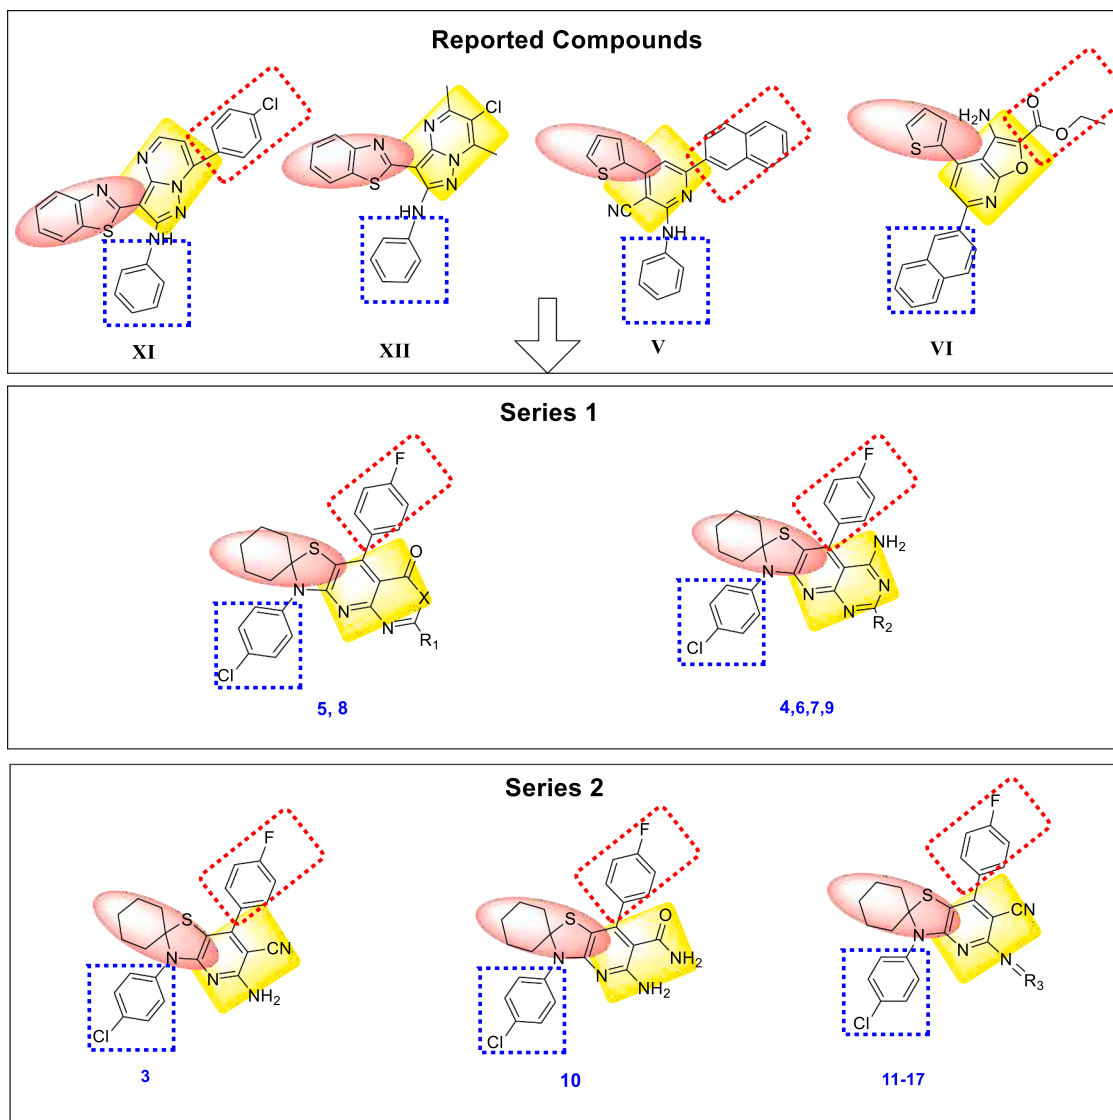 Reported Compounds
Cl
N
N
N
N
S
NH
XI
Cl
N
N
N
N
S
HN
XII
S
N
NC
NH
V
H2N
O
O
S
O
N
VI
Series 1
F
S
O
N
X
N
N
R1
Cl
5, 8
F
S
NH2
N
N
N
N
R2
Cl
4,6,7,9
Series 2
F
S
CN
N
N
NH2
Cl
3
F
S
O
N
NH2
N
NH2
Cl
10
F
S
CN
N
N
N
R3
Cl
11-17